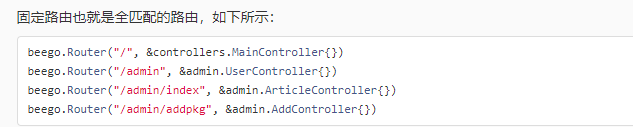 固定路由也就是全匹配的路由，如下所示：
beego.Router("/", &controllers.MainController{})
beego.Router("/admin", &admin.UserController{})
beego.Router("/admin/index", &admin.ArticleController{})
beego.Router("/admin/addpkg", &admin.AddController{})